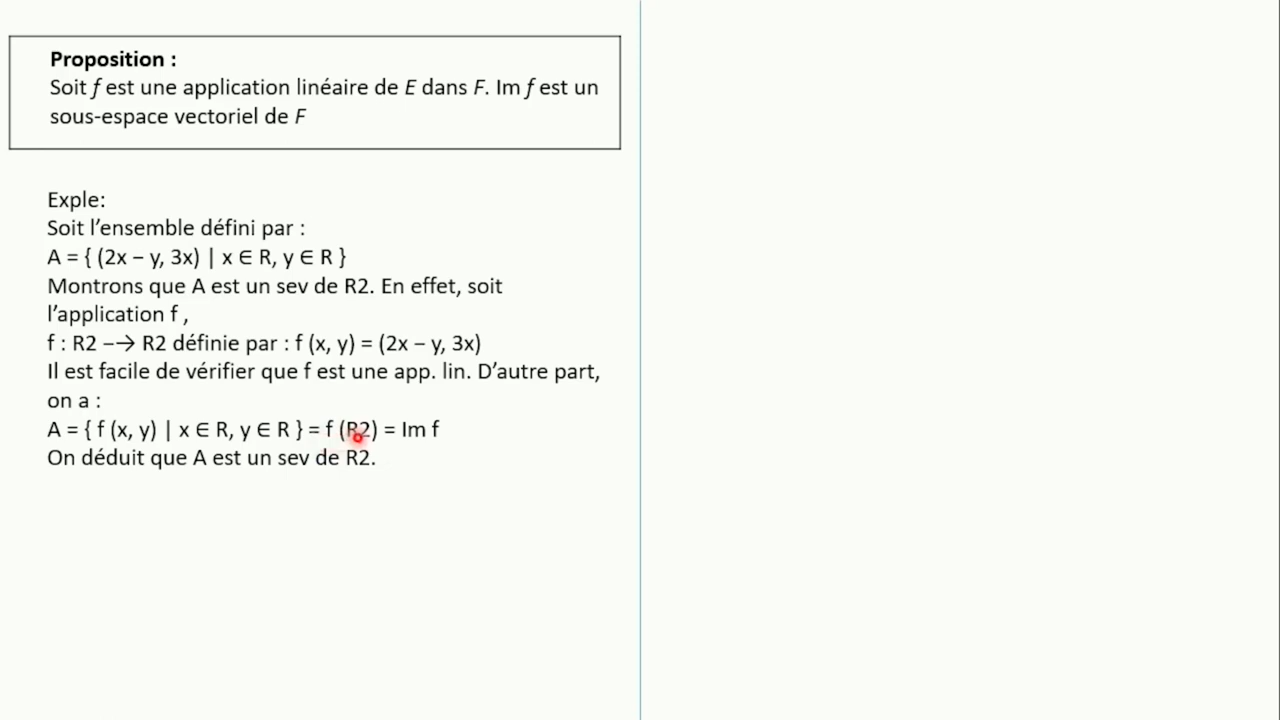 Proposition :
Soit f est une application linéaire de E dans F. Im f est un
sous-espace vectoriel de F
Exple:
Soit l’ensemble défini par :
A = { (2x − y, 3x) | x ∈ R, y ∈ R }
Montrons que A est un sev de R2. En effet, soit
l’application f ,
f : R2 −→ R2 définie par : f (x, y) = (2x − y, 3x)
Il est facile de vérifier que f est une app. lin. D’autre part,
on a :
A = { f (x, y) | x ∈ R, y ∈ R } = f (R2) = Im f
On déduit que A est un sev de R2.